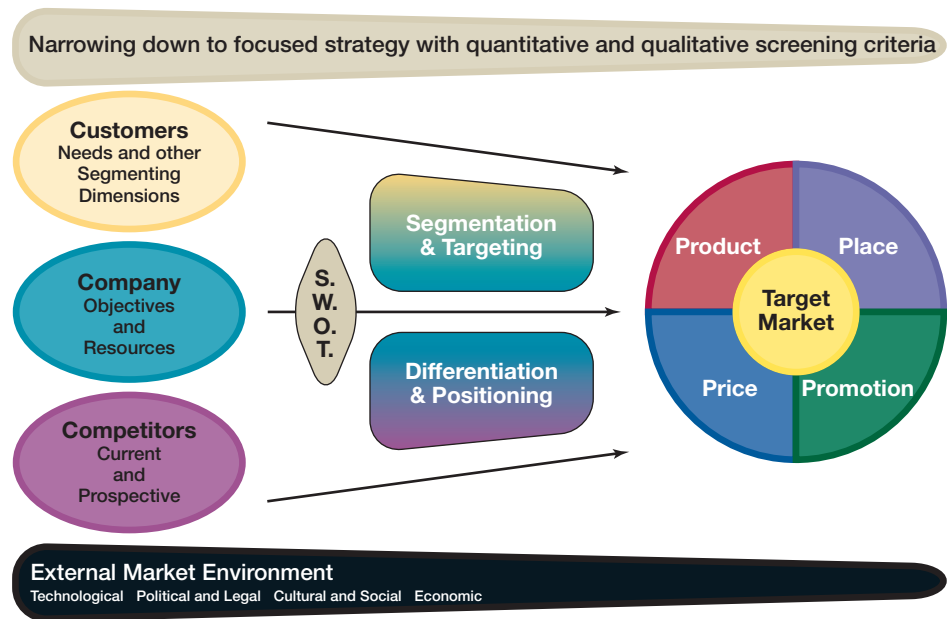 Narrowing down to focused strategy with quantitative and qualitative screening criteria
Customers
Needs and other
Segmenting
Dimensions
Company
Objectives
and
Resources
Competitors
Current
and
Prospective
S.
W.
O.
T.
Segmentation
& Targeting
Differentiation
& Positioning
Product
Place
Target
Market
Price
Promotion
External Market Environment
Technological Political and Legal Cultural and Social Economic